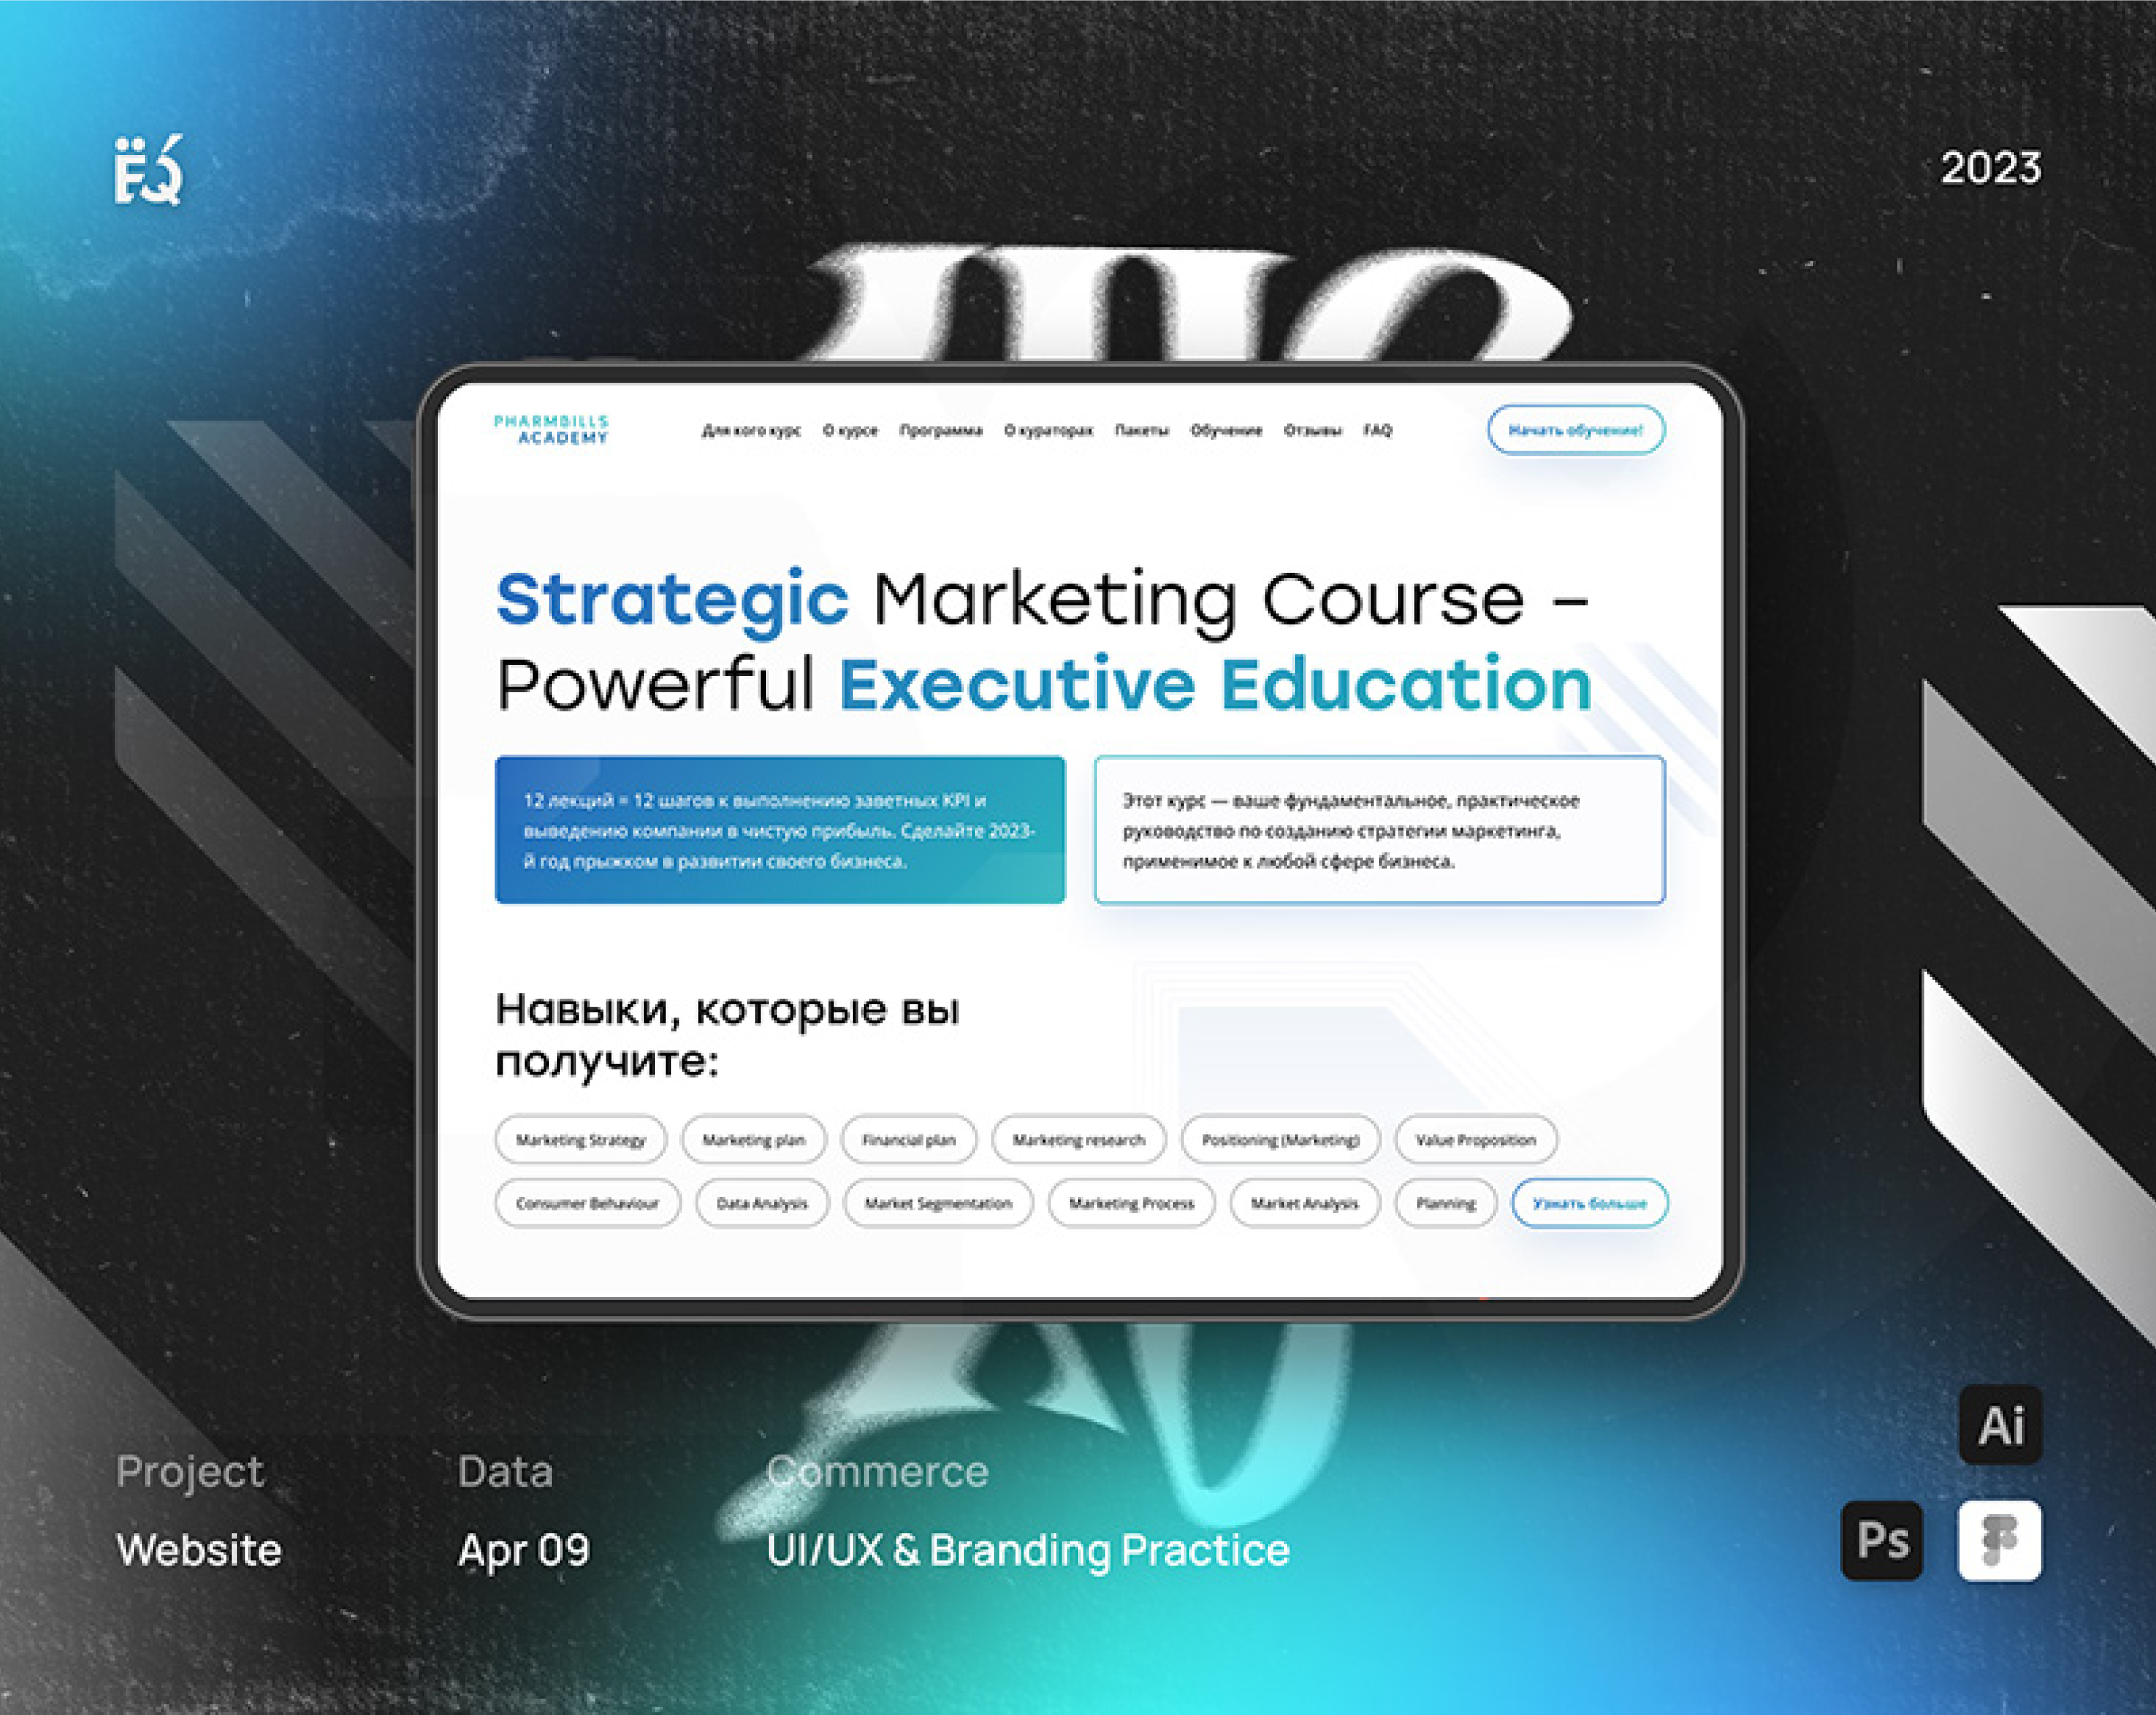 ЁQ
2023
PHARMBILLS
ACADEMY
Для кого курс О курсе Программа О кураторах Пакеты Обучение Отзывы FAQ
Начать обучение!
Strategic Marketing Course –
Powerful Executive Education
12 лекций = 12 шагов к выполнению заветных KPI и
выведению компании в чистую прибыль. Сделайте 2023-
й год прыжком в развитии своего бизнеса.
Этот курс — ваше фундаментальное, практическое
руководство по созданию стратегии маркетинга,
применимое к любой сфере бизнеса.
Навыки, которые вы
получите:
Marketing Strategy Marketing plan Financial plan Marketing research Positioning (Marketing) Value Proposition
Consumer Behaviour Data Analysis Market Segmentation Marketing Process Market Analysis Planning Узнать больше
Project Data Commerce
Website Apr 09 UI/UX & Branding Practice
Ai
Ps